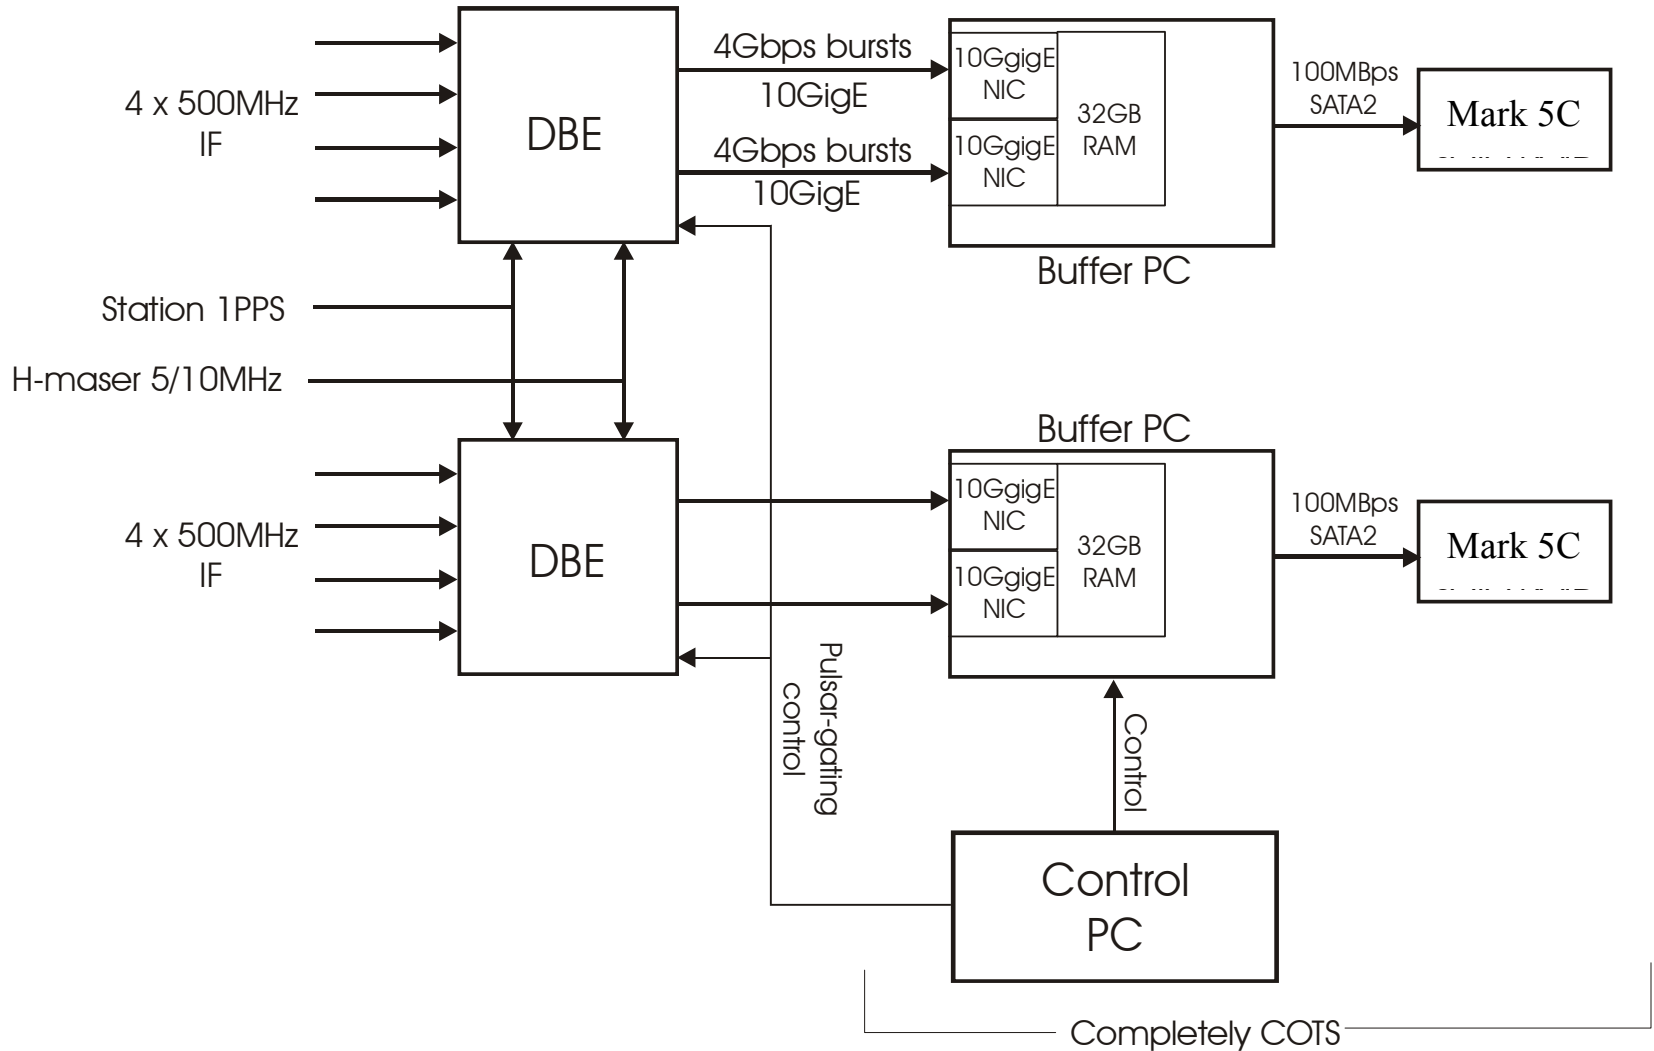 4 x 500MHz
IF
DBE
4Gbps bursts
10GigE
4Gbps bursts
10GigE
10GgigE
NIC
10GgigE
NIC
32GB
RAM
Buffer PC
100MBps
SATA2
Mark 5C
Station 1PPS
H-maser 5/10MHz
4 x 500MHz
IF
DBE
Buffer PC
10GgigE
NIC
10GgigE
NIC
32GB
RAM
100MBps
SATA2
Mark 5C
Pulsar-gating
control
Control
Control
PC
Completely COTS